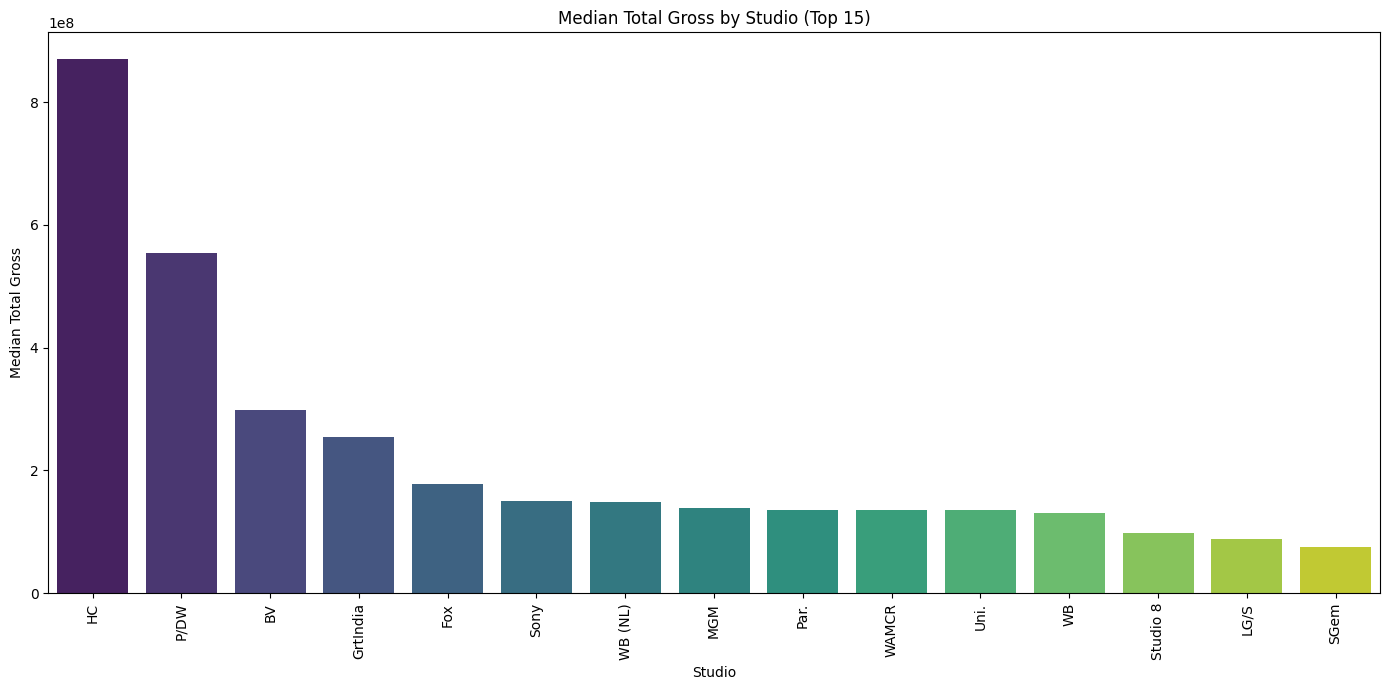 Median Total Gross by Studio (Top 15)
1e8
8
6
4
2
0
Median Total Gross
HC
P/DW
BV
GrtIndia
Fox
Sony
WB (NL)
MGM
Par.
WAMCR
Uni.
WB
Studio 8
LG/S
SGem
Studio